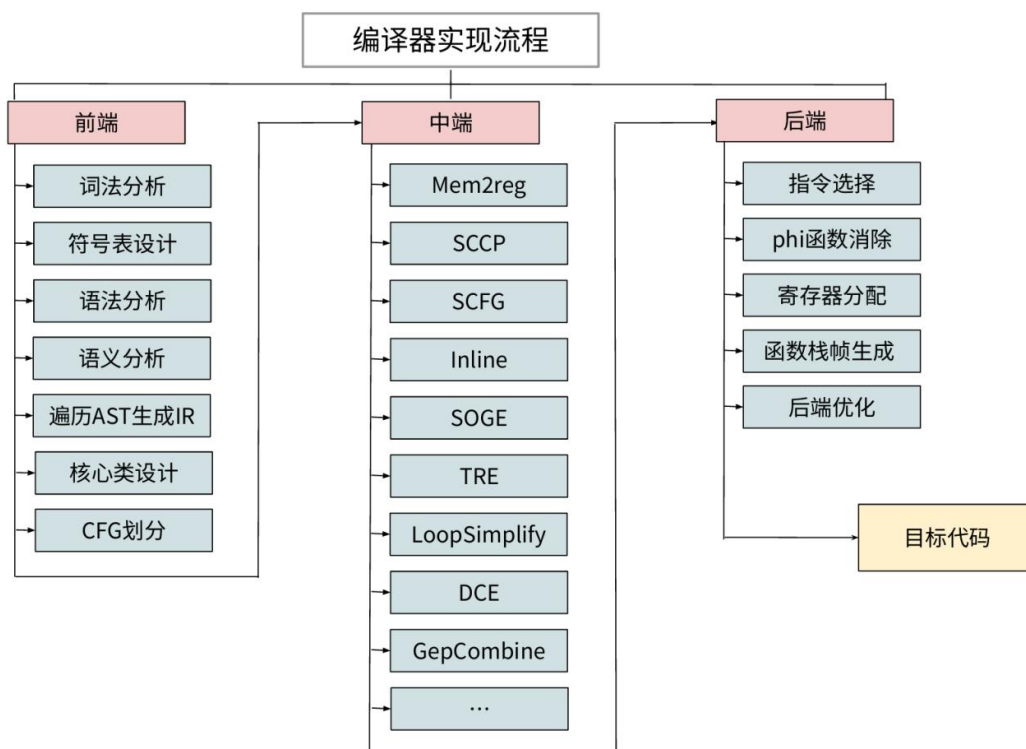 编译器实现流程
前端
词法分析
符号表设计
语法分析
语义分析
遍历AST生成IR
核心类设计
CFG划分
中端
Mem2reg
SCCP
SCFG
Inline
SOGE
TRE
LoopSimplify
DCE
GepCombine
…
后端
指令选择
phi函数消除
寄存器分配
函数栈帧生成
后端优化
目标代码